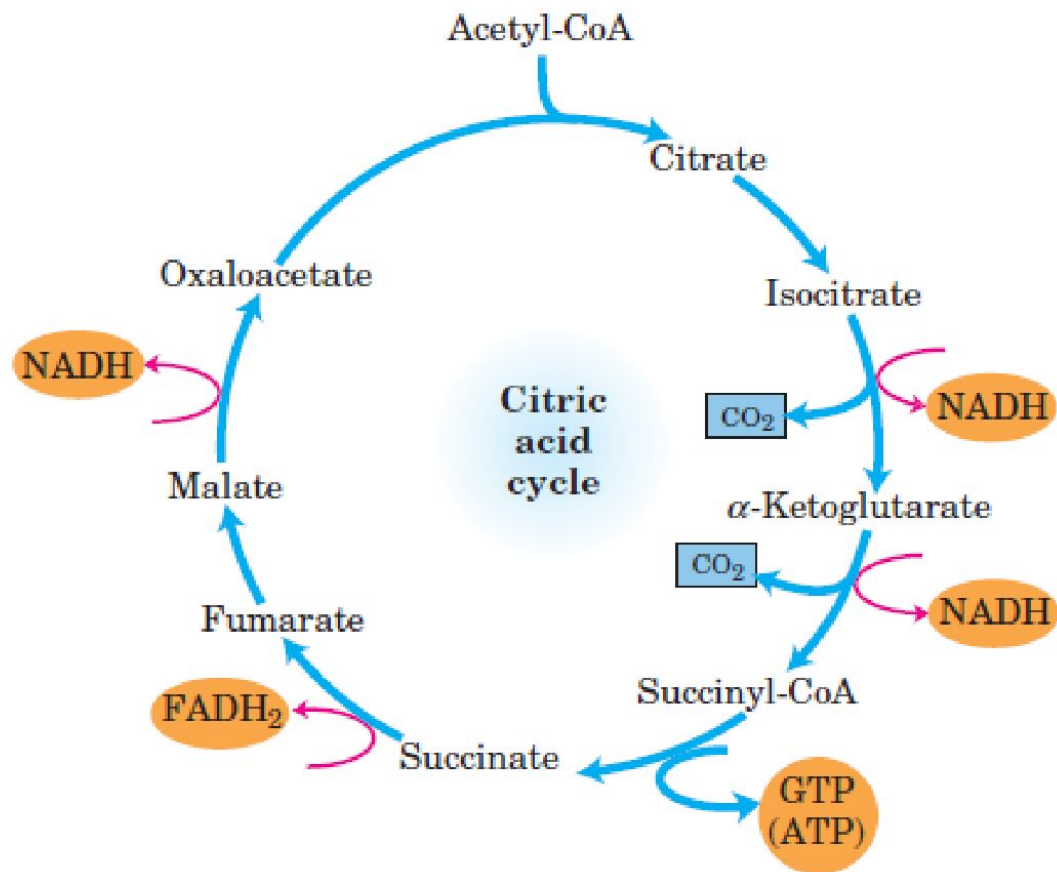 Acetyl-CoA
Citrate
Oxaloacetate
Isocitrate
NADH
Citric
acid
cycle
CO₂
NADH
Malate
α-Ketoglutarate
CO₂
NADH
Fumarate
Succinyl-CoA
FADH₂
Succinate
GTP
(ATP)